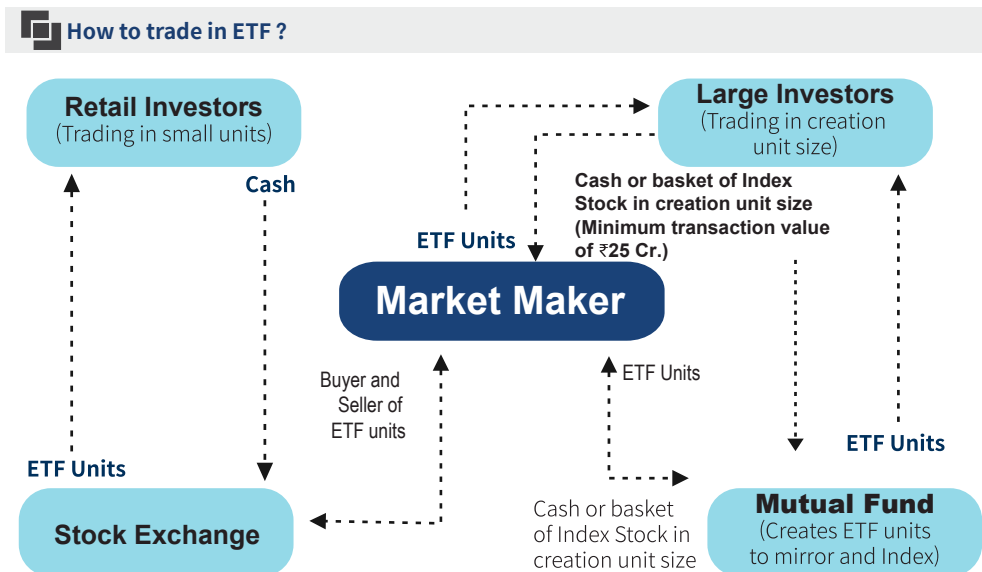 How to trade in ETF ?
Retail Investors
(Trading in small units)
Large Investors
(Trading in creation
unit size)
Cash
Cash or basket of Index
Stock in creation unit size
(Minimum transaction value
of ₹25 Cr.)
ETF Units
Market Maker
Buyer and
Seller of
ETF units
ETF Units
ETF Units
ETF Units
Stock Exchange
Cash or basket
of Index Stock in
creation unit size
Mutual Fund
(Creates ETF units
to mirror and Index)